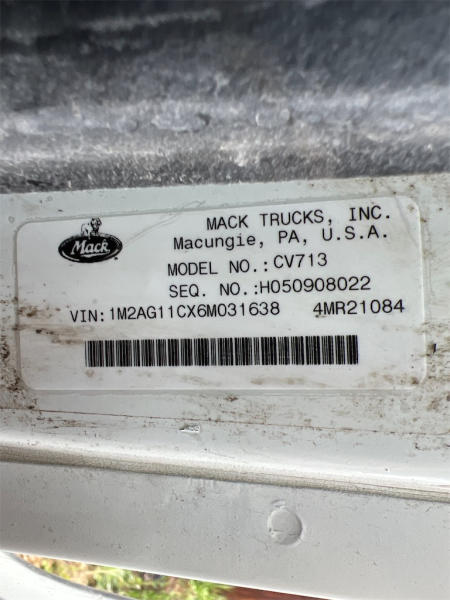 Mack
MACK TRUCKS, INC.
Macungie, PA, U.S.A.
MODEL NO.:CV713
SEQ. NO.:H050908022
VIN:1M2AG11CX6M031638 4MR21084